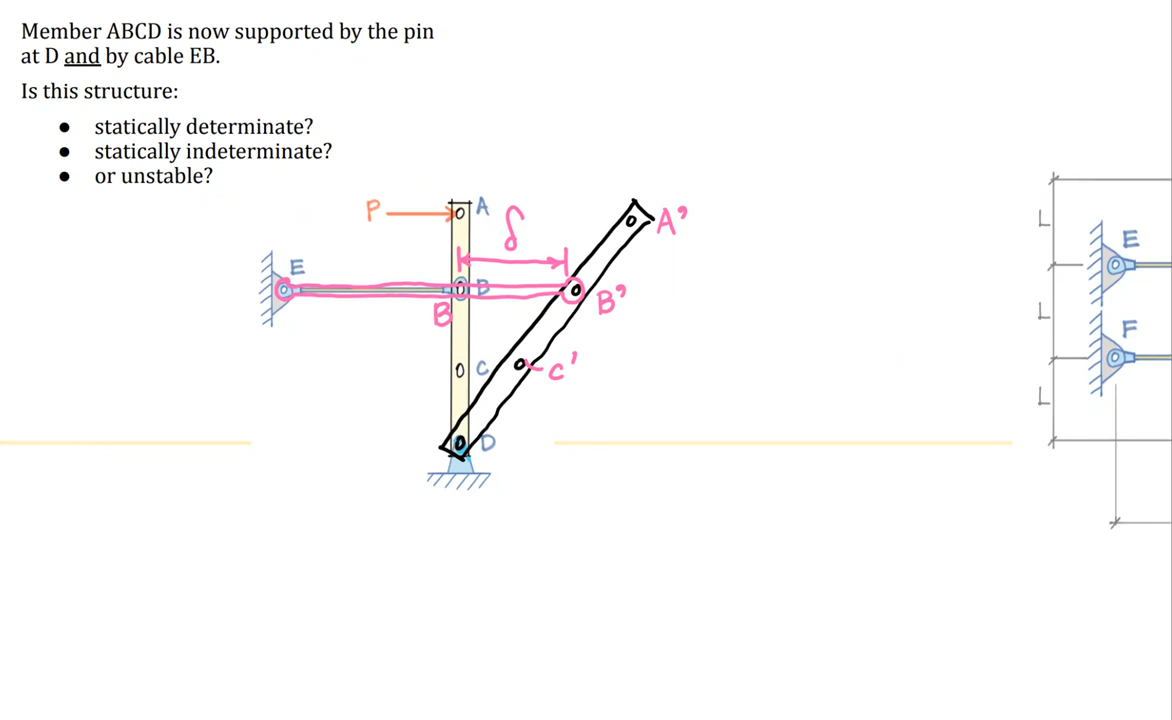 Member ABCD is now supported by the pin
at D and by cable EB.
Is this structure:
● statically determinate?
● statically indeterminate?
● or unstable?
P
A
δ
A'
E
B
B
B'
C
C'
D
L
E
L
F
L